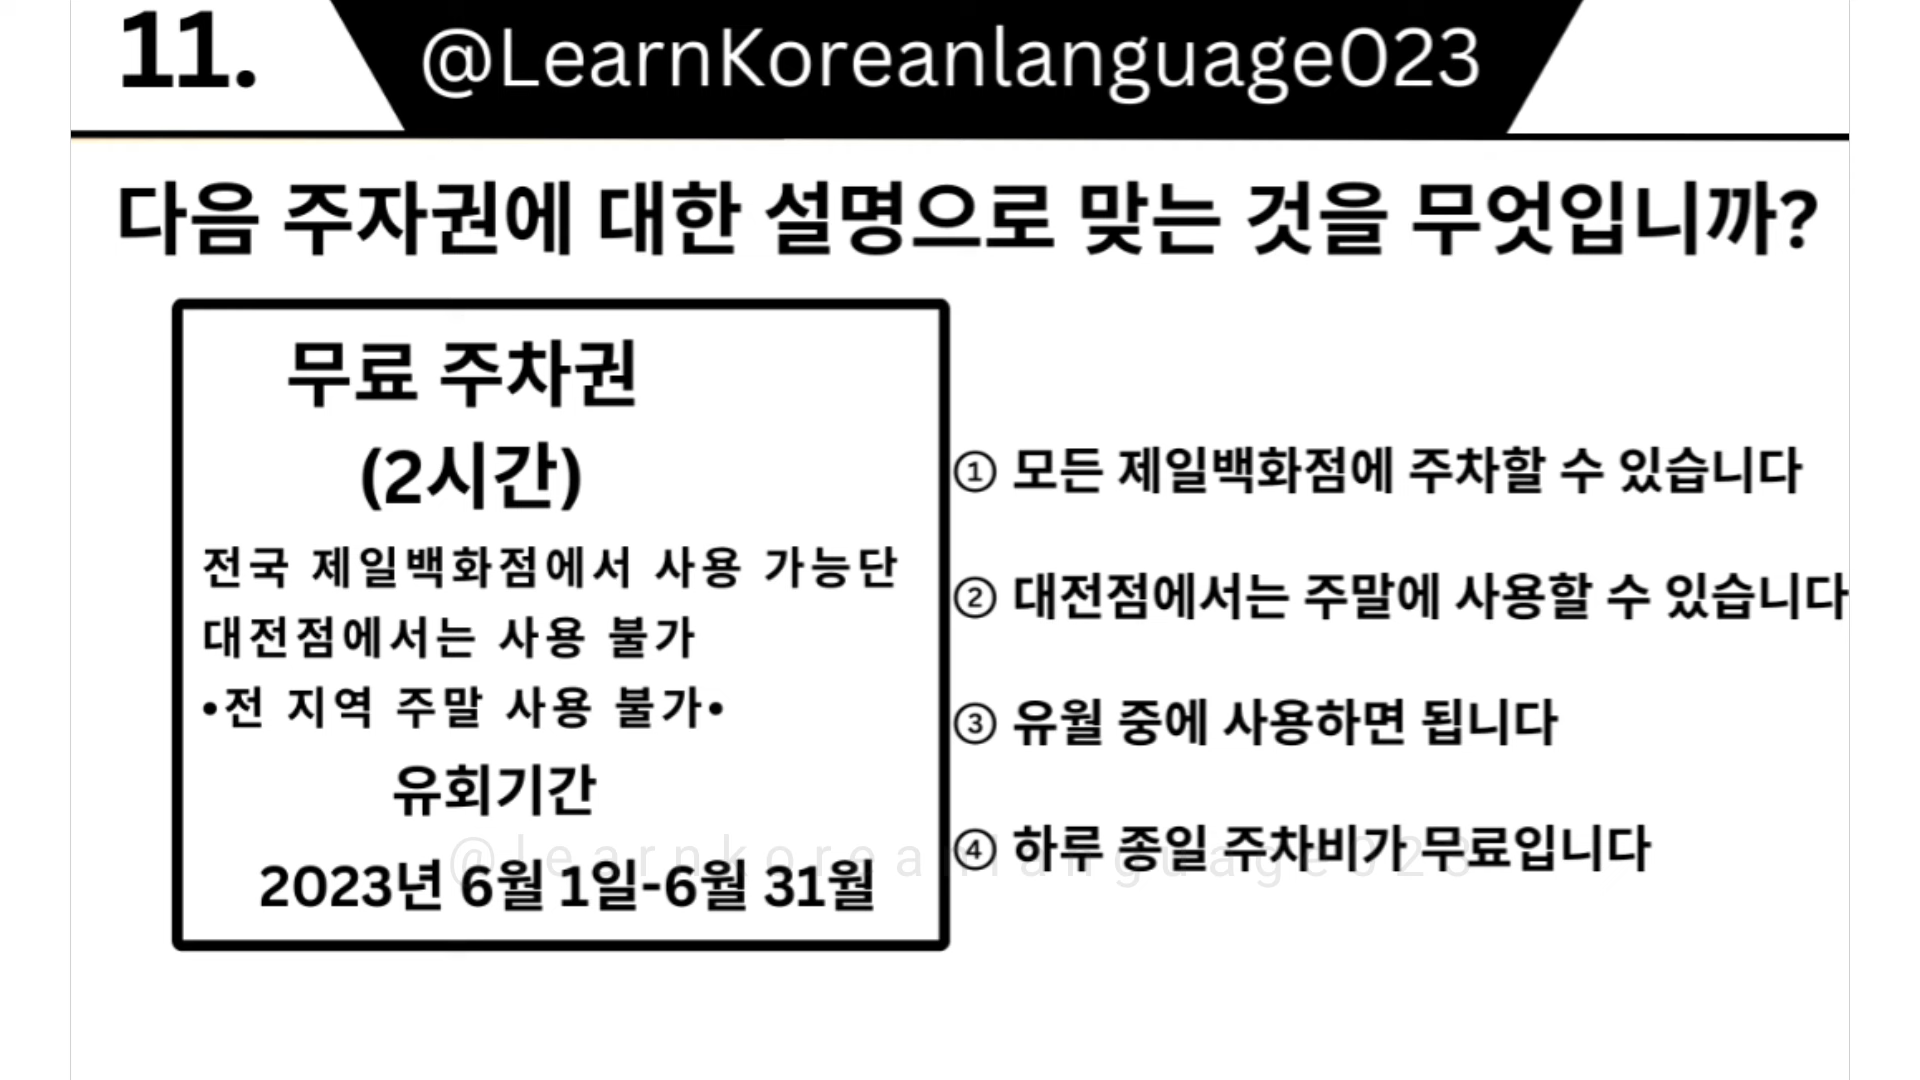 11.
@LearnKoreanlanguage023
다음 주자권에 대한 설명으로 맞는 것을 무엇입니까?
무료 주차권
(2시간)
전국 제일백화점에서 사용 가능단
대전점에서는 사용 불가
•전 지역 주말 사용 불가•
유회기간
2023년 6월 1일-6월 31월
① 모든 제일백화점에 주차할 수 있습니다
② 대전점에서는 주말에 사용할 수 있습니다
③ 유월 중에 사용하면 됩니다
④ 하루 종일 주차비가 무료입니다
@learnkoreanlanguage023